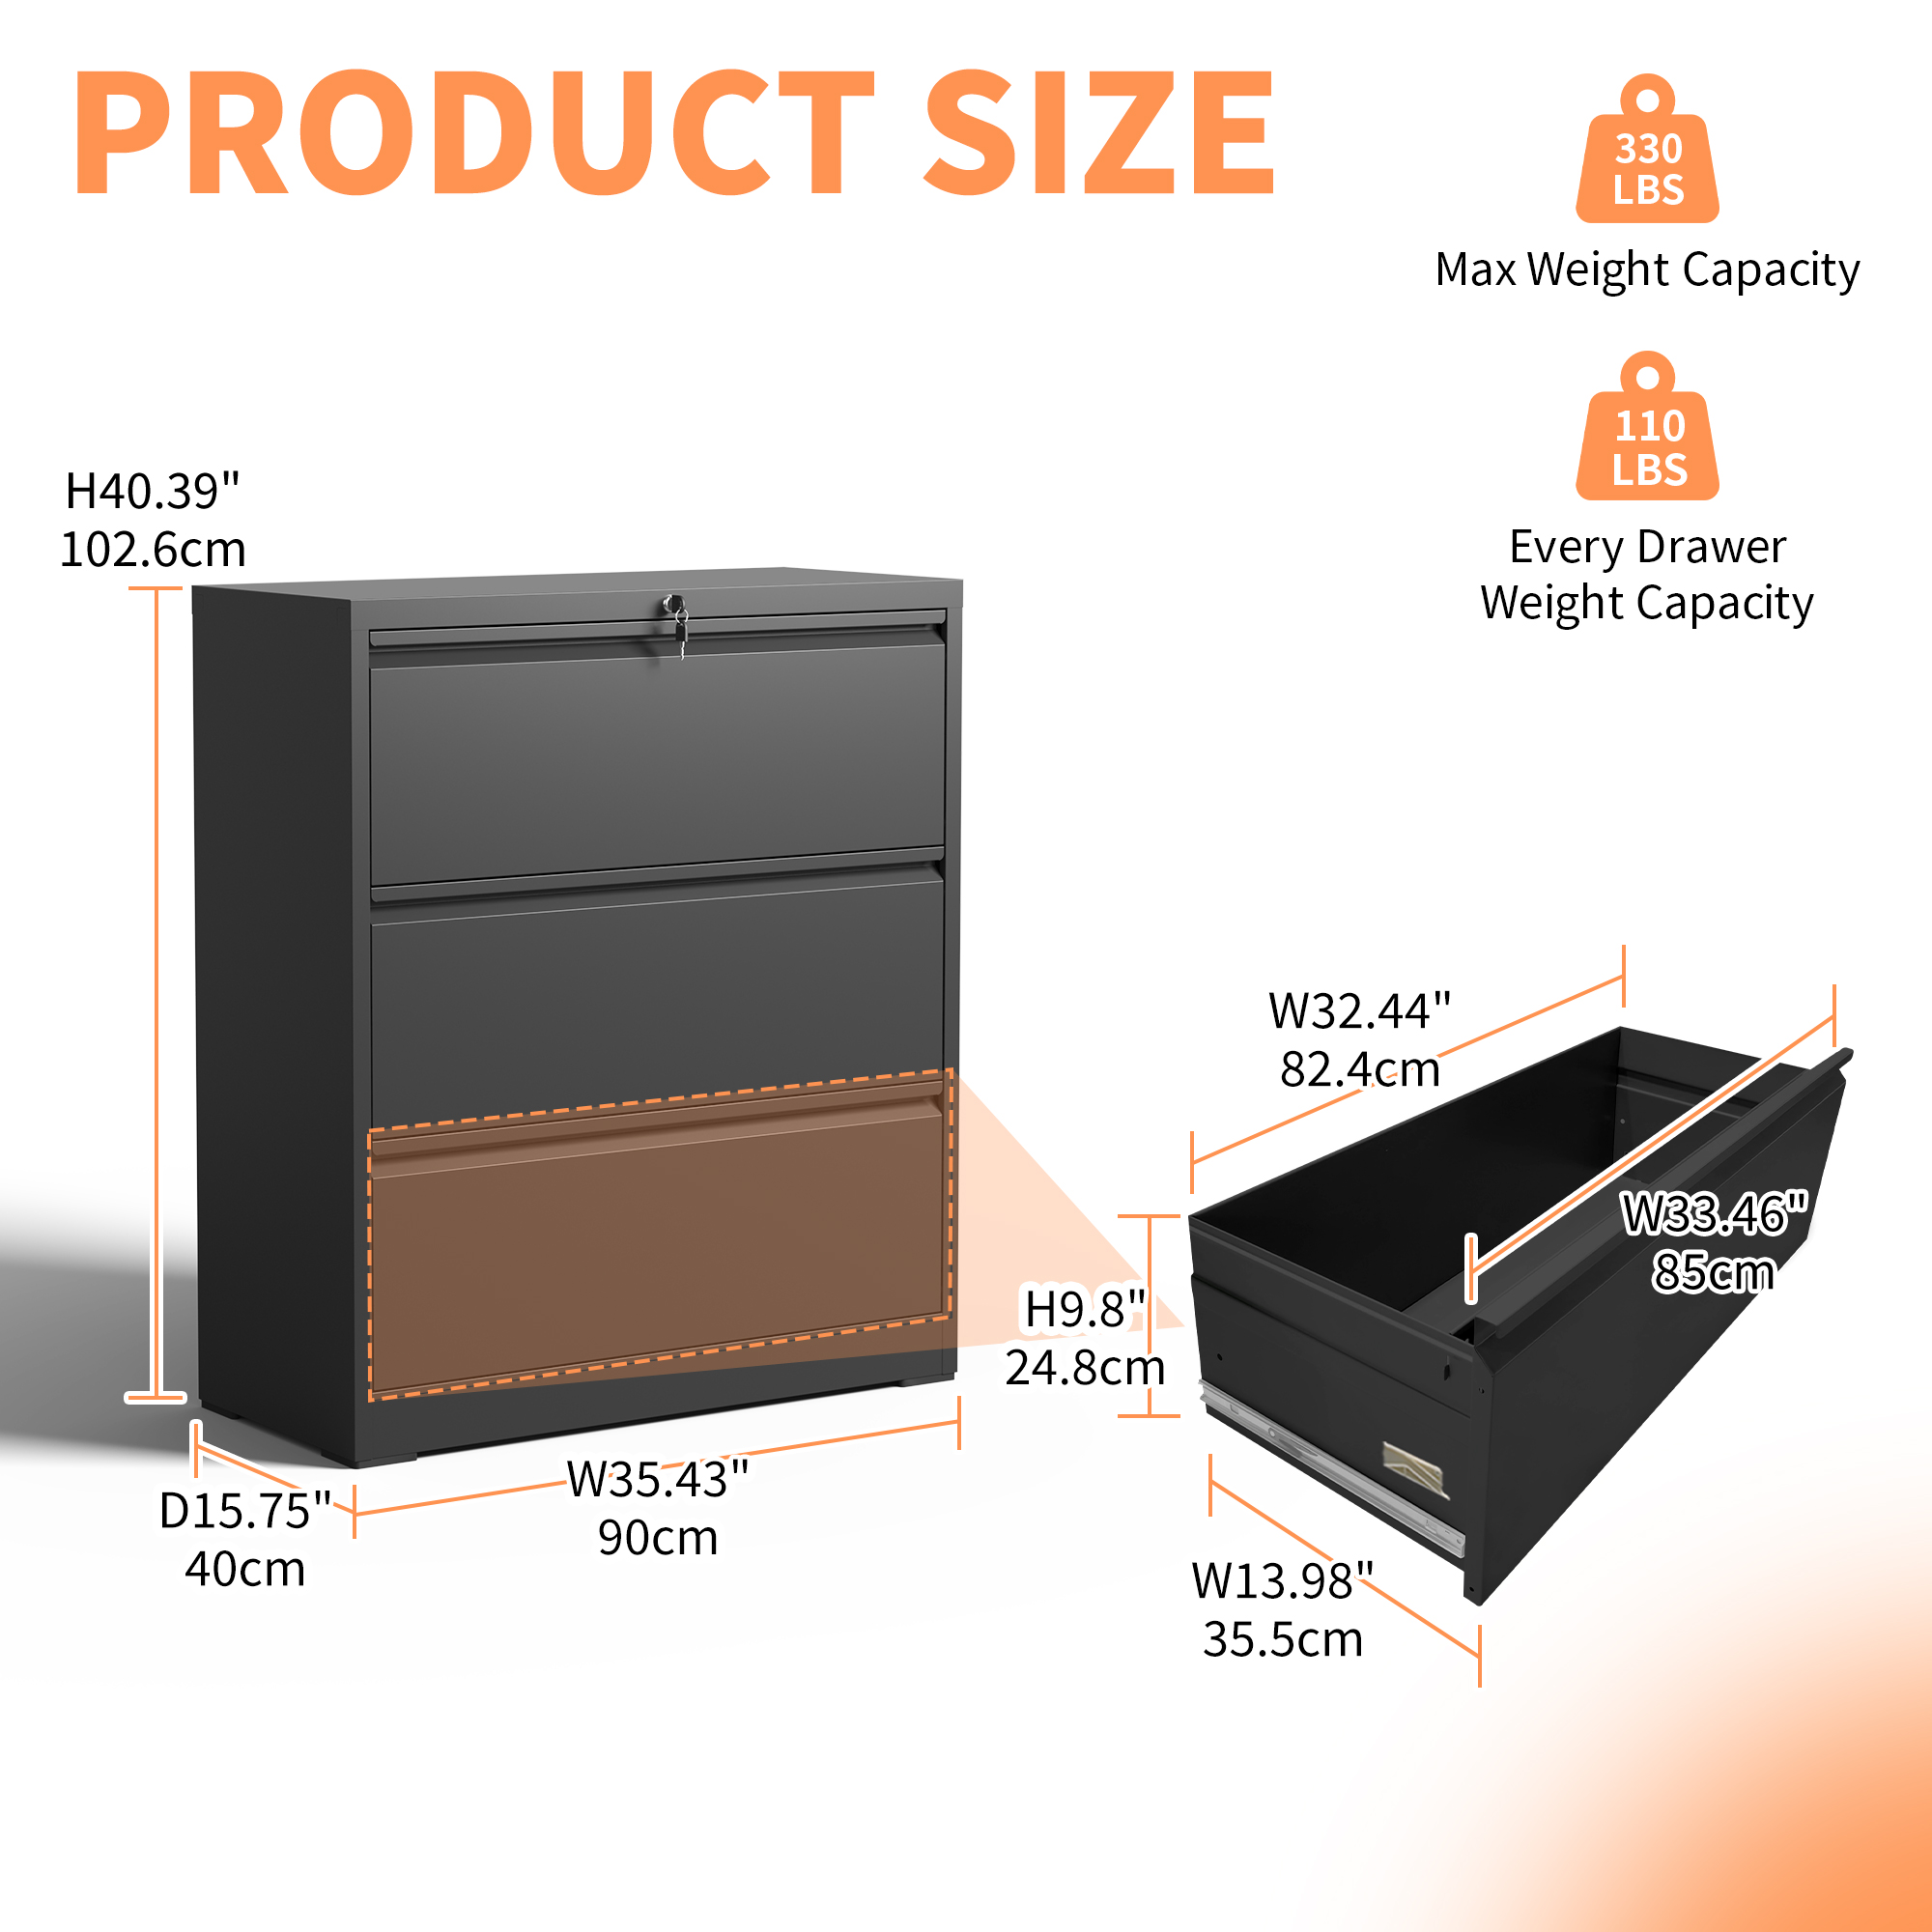 PRODUCT SIZE
330
LBS
Max Weight Capacity
110
LBS
Every Drawer
Weight Capacity
H40.39"
102.6cm
D15.75"
40cm
W35.43"
90cm
W32.44"
82.4cm
W33.46"
85cm
H9.8"
24.8cm
W13.98"
35.5cm